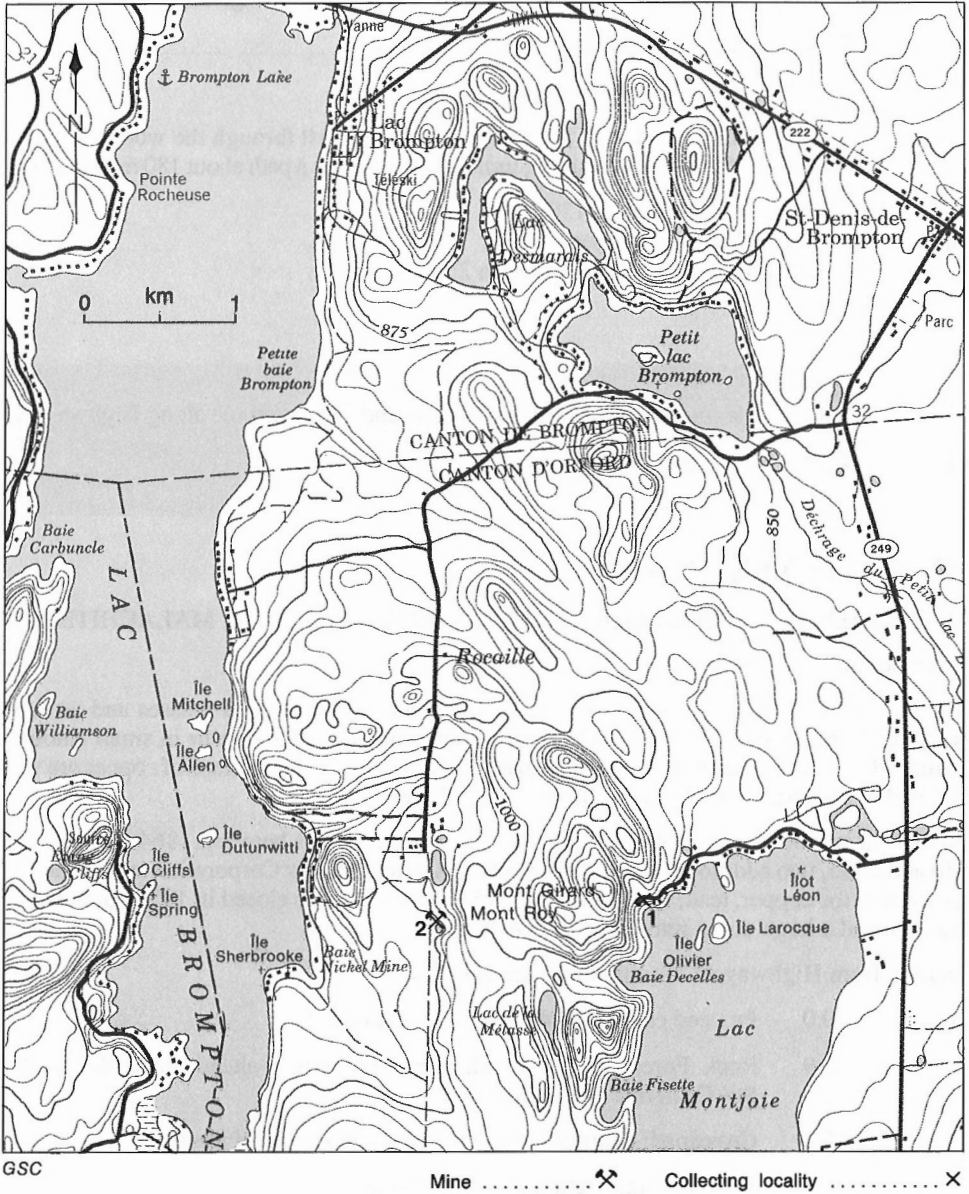 anne
222
Brompton Lake
Lac
Brompton
Pointe
Rocheuse
Téléski
Lac
Desmarais
St-Denis-de-
Brompton
N
0 km 1
875
Parc
Petite
baie
Brompton
Petit
lac
Brompton
32
CANTON DE BROMPTON
CANTON D'ORFORD
Baie
Carbuncle
850
Déchrage
du Petit
lac
249
LAC
BROMPTON
Rocaille
Île
Mitchell
Baie
Williamson
Île
Allen
1000
Source
Étang
Cliffs
Île
Dutunwitti
Île
Cliffs
Île
Spring
Mont Girard
Mont Roy
1
2
Îlot
Léon
Île Larocque
Île
Olivier
Baie Decelles
Île
Sherbrooke
Baie
Nickel Mine
Lac de la
Mélasse
Lac
Montjoie
Baie Fisette
GSC
Mine .......... Collecting locality ..........